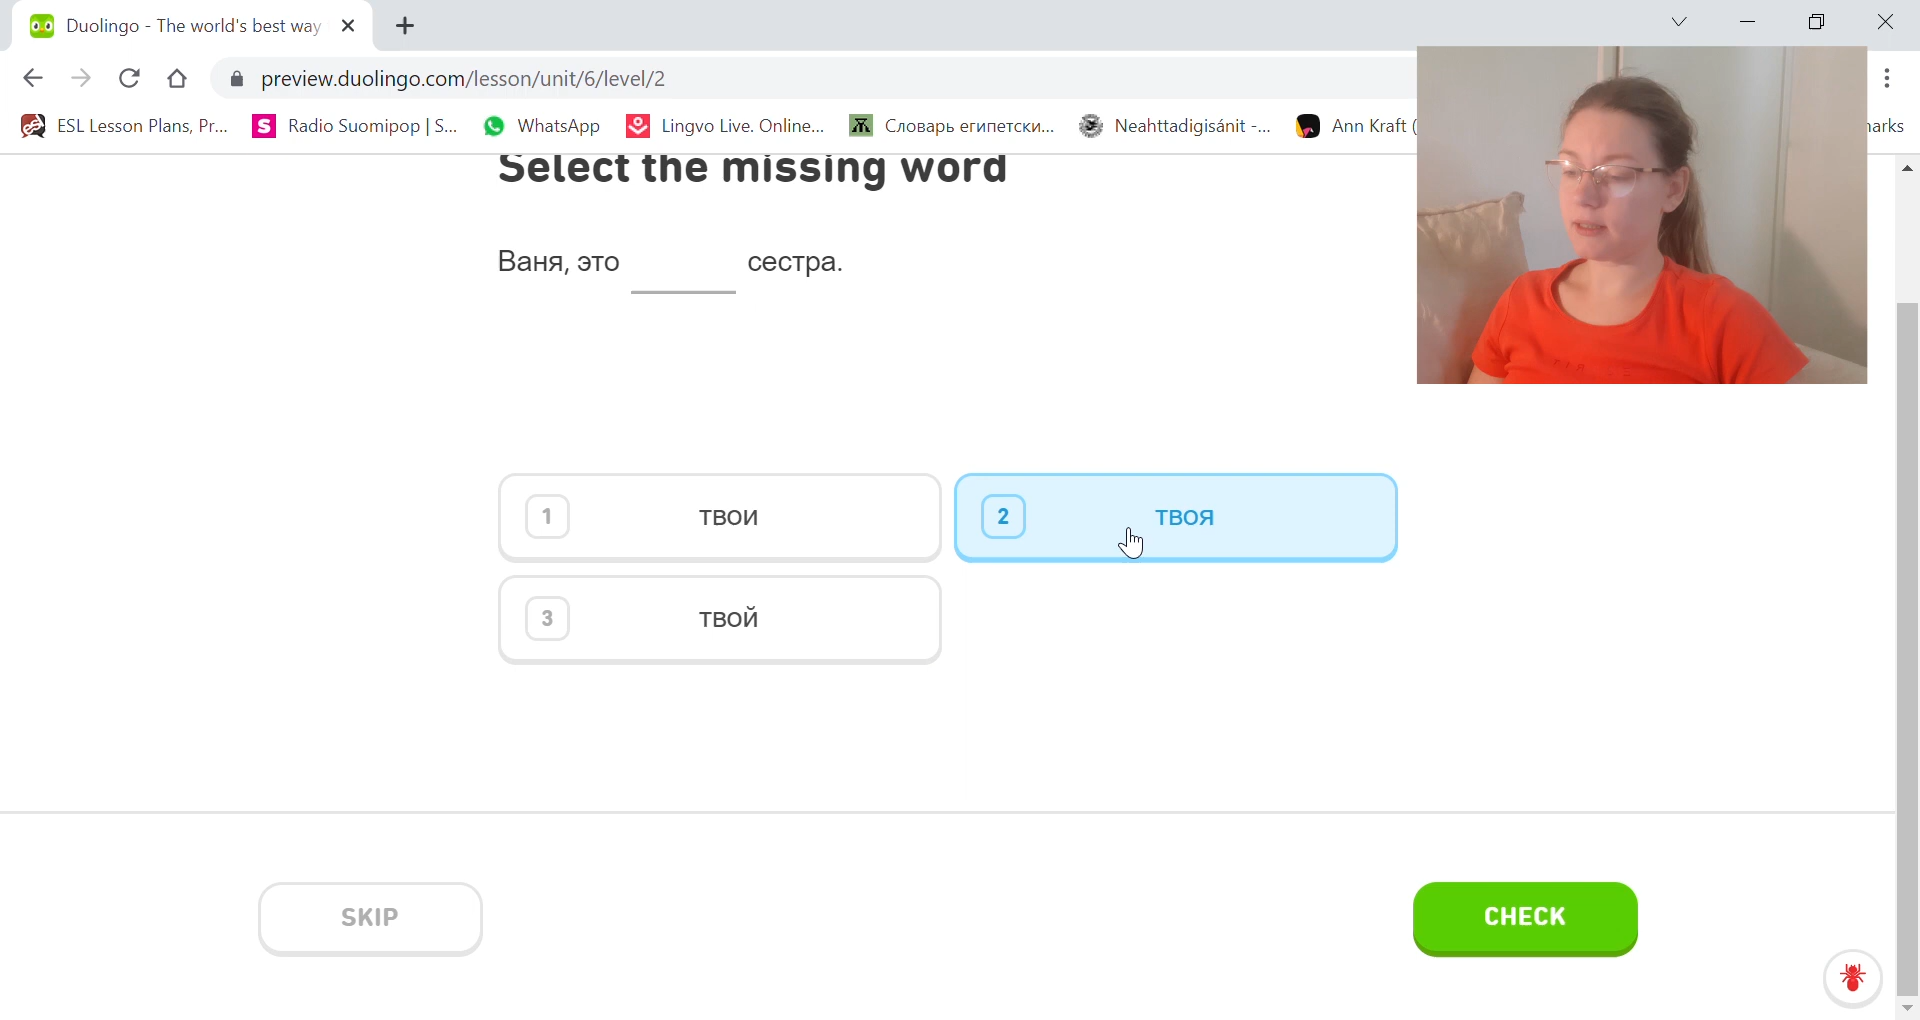 Duolingo - The world's best way
preview.duolingo.com/lesson/unit/6/level/2
ESL Lesson Plans, Pr... Radio Suomipop | S... WhatsApp Lingvo Live. Online... Словарь египетски... Neahttadigisánit -... Ann Kraft (
Select the missing word
Ваня, это ______ сестра.
1 твои
2 твоя
3 твой
SKIP
CHECK